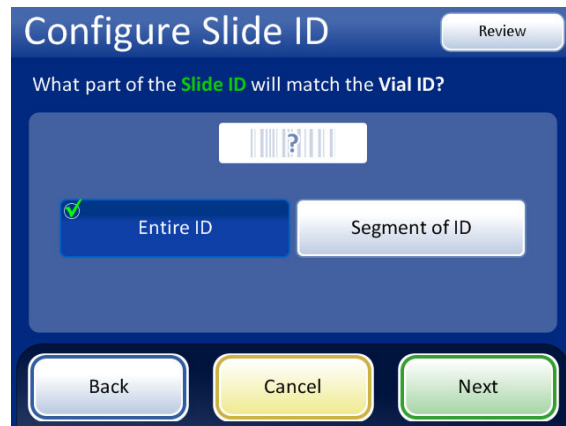 Configure Slide ID
Review
What part of the Slide ID will match the Vial ID?
?
Entire ID
Segment of ID
Back
Cancel
Next